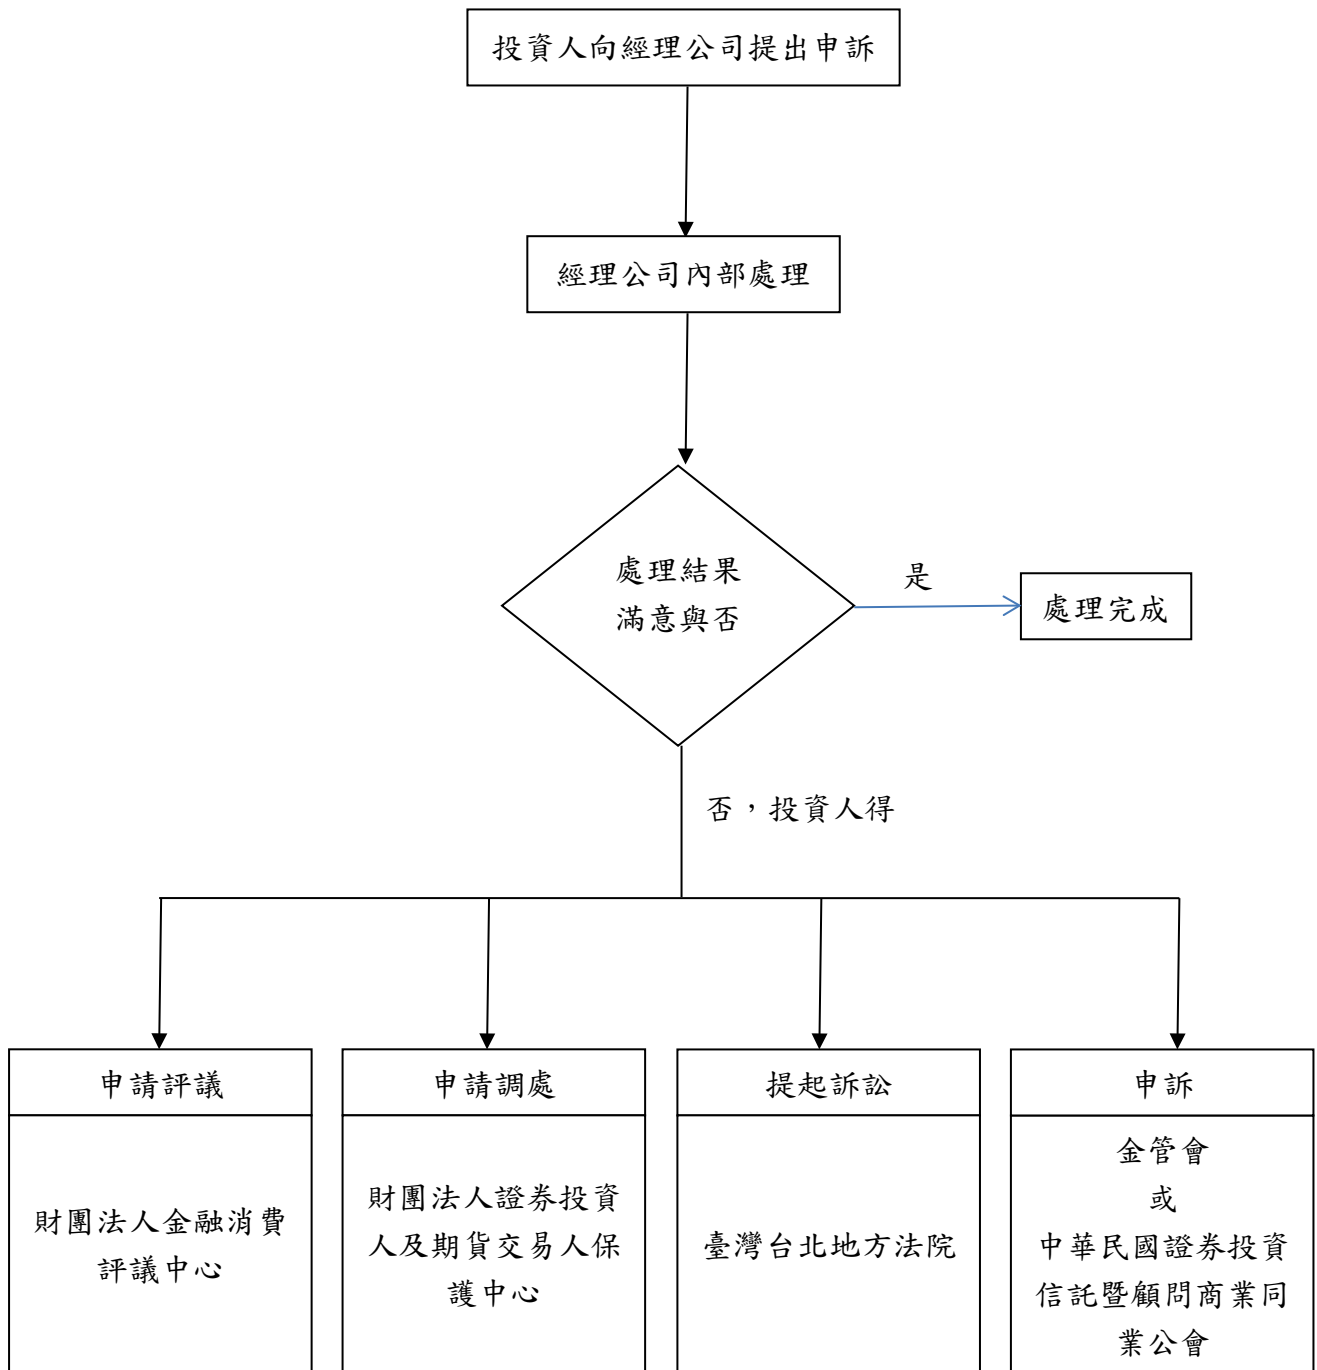 投資人向經理公司提出申訴
經理公司內部處理
處理結果
滿意與否
是
處理完成
否，投資人得
申請評議
財團法人金融消費
評議中心
申請調處
財團法人證券投資
人及期貨交易人保
護中心
提起訴訟
臺灣台北地方法院
申訴
金管會
或
中華民國證券投資
信託暨顧問商業同
業公會